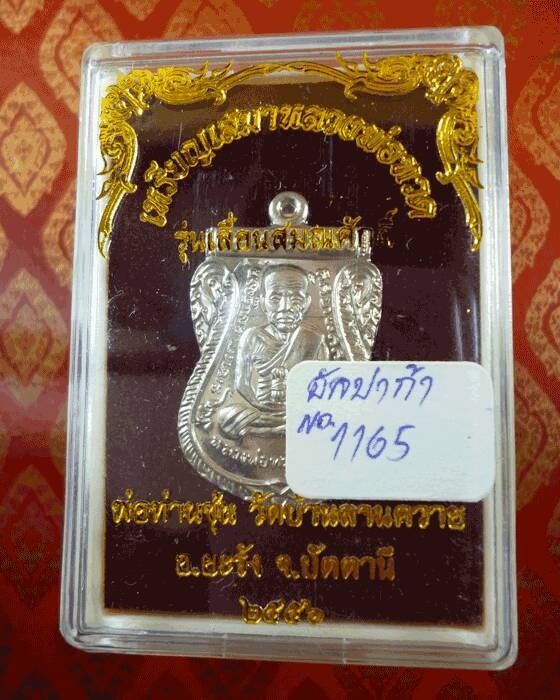 เหรียญเสมาหลวงพ่อทวด
รุ่นเลื่อนสมณศักดิ์
อัลปาก้า
NO. 1165
พ่อท่านซุ่น วัดบ้านลานควาย
อ.ยะรัง จ.ปัตตานี